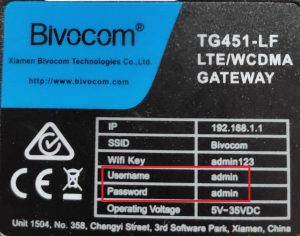 Bivocom®
Xiamen Bivocom Technologies Co., Ltd.
http://www.bivocom.com
TG451-LF
LTE/WCDMA
GATEWAY
IP 192.168.1.1
SSID Bivocom
Wifi Key admin123
Username admin
Password admin
Operating Voltage 5V~35VDC
CE
Unit 1504, No. 358, Chengyi Street, 3rd Software Park, Xiamen, China